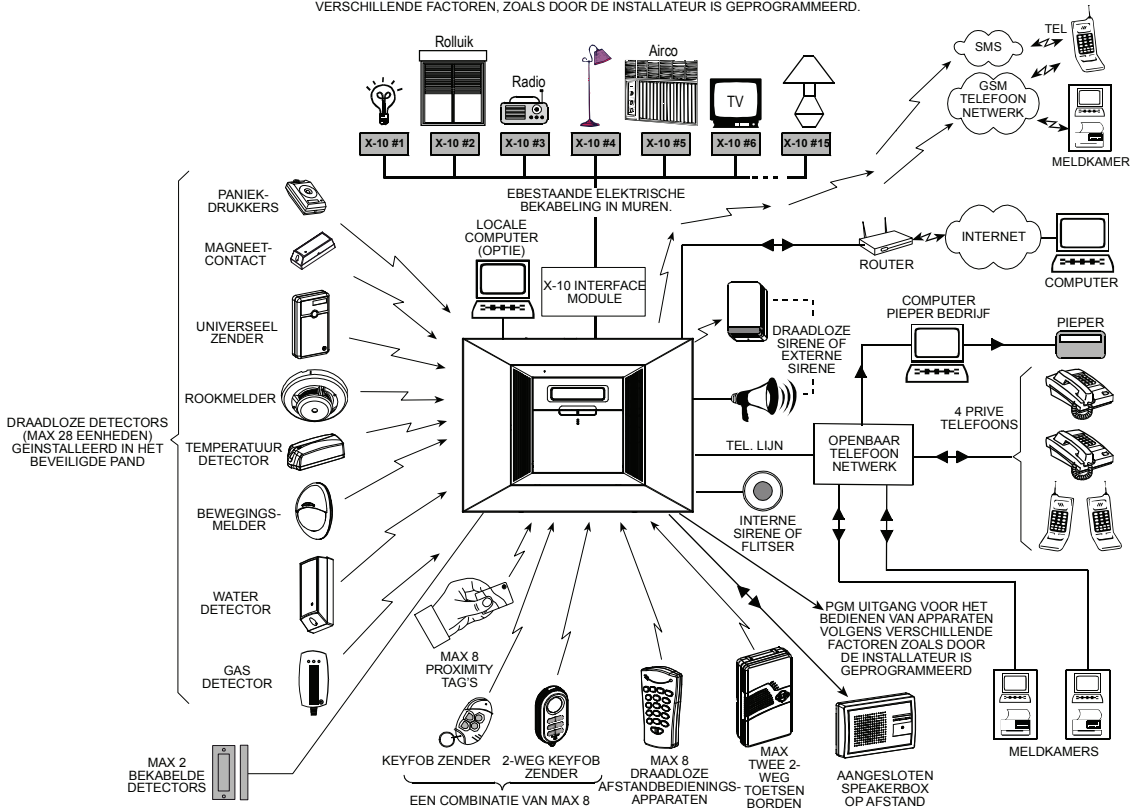 VERSCHILLENDE FACTOREN, ZOALS DOOR DE INSTALLATEUR IS GEPROGRAMMEERD.
Rolluik
Radio
Airco
TV
X-10 #1
X-10 #2
X-10 #3
X-10 #4
X-10 #5
X-10 #6
X-10 #15
SMS
TEL
GSM
TELEFOON
NETWERK
MELDKAMER
EBESTAANDE ELEKTRISCHE
BEKABELING IN MUREN.
LOCALE
COMPUTER
(OPTIE)
X-10 INTERFACE
MODULE
ROUTER
INTERNET
COMPUTER
DRAADLOZE DETECTORS
(MAX 28 EENHEDEN)
GEINSTALLEERD IN HET
BEVEILIGDE PAND
PANIEK-
DRUKKERS
MAGNEET-
CONTACT
UNIVERSEEL
ZENDER
ROOKMELDER
TEMPERATUUR
DETECTOR
BEWEGINGS-
MELDER
WATER
DETECTOR
GAS
DETECTOR
MAX 2
BEKABELDE
DETECTORS
DRAADLOZE
SIRENE OF
EXTERNE
SIRENE
COMPUTER
PIEPER BEDRIJF
PIEPER
4 PRIVE
TELEFOONS
TEL. LIJN
OPENBAAR
TELEFOON
NETWERK
INTERNE
SIRENE OF
FLITSER
PGM UITGANG VOOR HET
BEDIENEN VAN APPARATEN
VOLGENS VERSCHILLENDE
FACTOREN ZOALS DOOR
DE INSTALLATEUR IS
GEPROGRAMMEERD
MELDKAMERS
MAX 8
PROXIMITY
TAG'S
KEYFOB ZENDER
2-WEG KEYFOB
ZENDER
EEN COMBINATIE VAN MAX 8
MAX 8
DRAADLOZE
AFSTANDBEDIENINGS-
APPARATEN
MAX
TWEE 2-
WEG
TOETSEN
BORDEN
AANGESLOTEN
SPEAKERBOX
OP AFSTAND